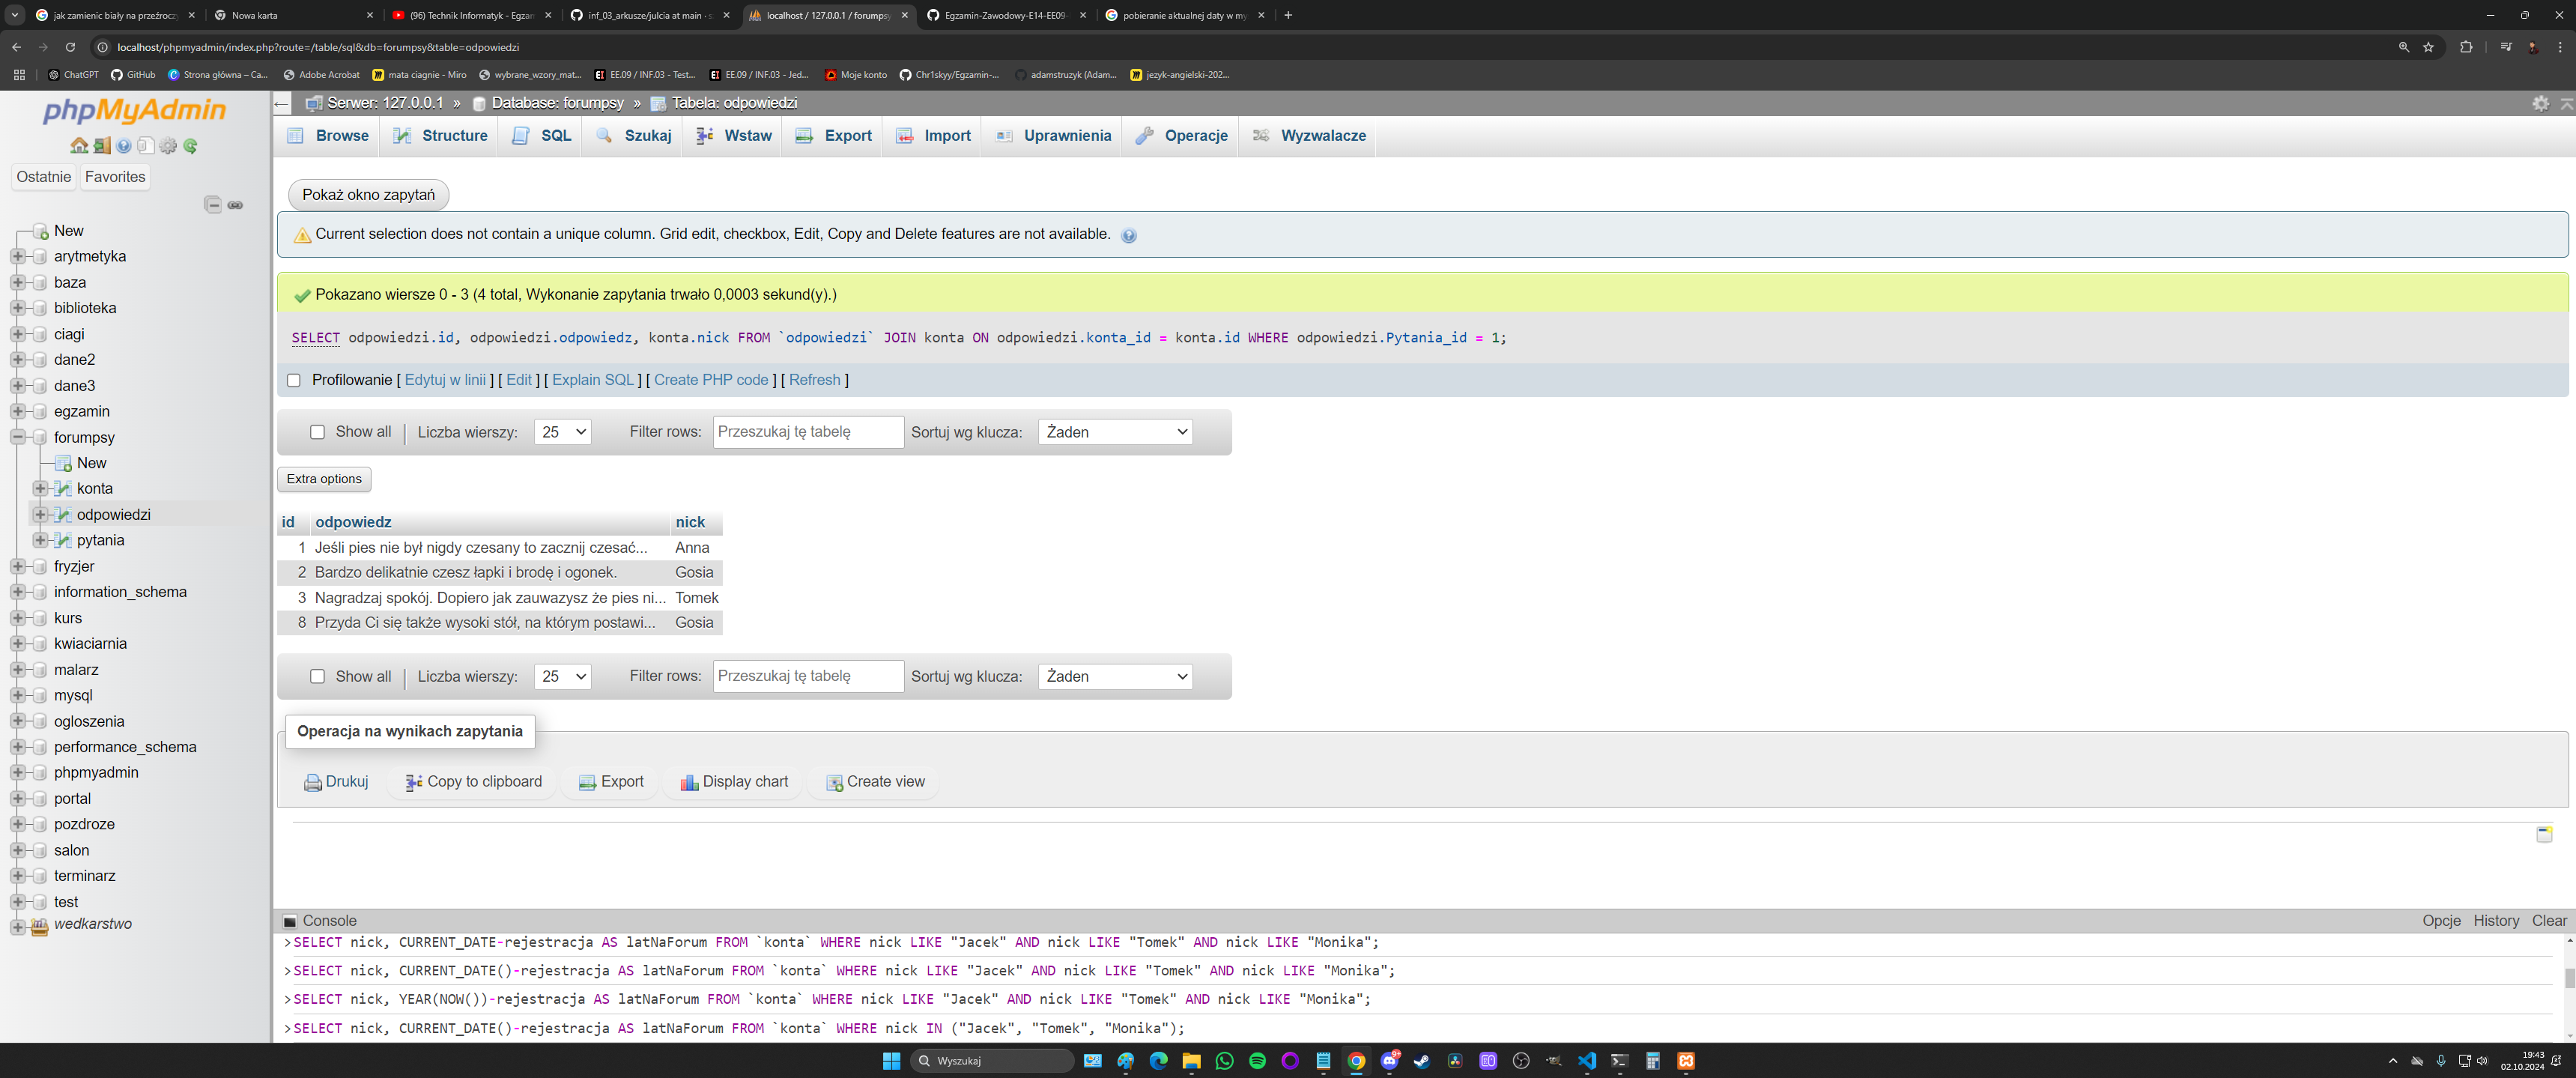 jak zamienic biały na przeźroczy
Nowa karta
(96) Technik Informatyk - Egzan
inf_03_arkusze/julcia at main · s
localhost / 127.0.0.1 / forumpsy
Egzamin-Zawodowy-E14-EE09-
pobieranie aktualnej daty w my
localhost/phpmyadmin/index.php?route=/table/sql&db=forumpsy&table=odpowiedzi
ChatGPT
GitHub
Strona główna – Ca...
Adobe Acrobat
mata ciagnie - Miro
wybrane_wzory_mat...
EE.09 / INF.03 - Test...
EE.09 / INF.03 - Jed...
Moje konto
Chr1skyy/Egzamin-...
adamstruzyk (Adam...
jezyk-angielski-202...
phpMyAdmin
Ostatnie
Favorites
New
arytmetyka
baza
biblioteka
ciagi
dane2
dane3
egzamin
forumpsy
New
konta
odpowiedzi
pytania
fryzjer
information_schema
kurs
kwiaciarnia
malarz
mysql
ogloszenia
performance_schema
phpmyadmin
portal
pozdroze
salon
terminarz
test
wedkarstwo
Serwer: 127.0.0.1 » Database: forumpsy » Tabela: odpowiedzi
Browse
Structure
SQL
Szukaj
Wstaw
Export
Import
Uprawnienia
Operacje
Wyzwalacze
Pokaż okno zapytań
Current selection does not contain a unique column. Grid edit, checkbox, Edit, Copy and Delete features are not available.
Pokazano wiersze 0 - 3 (4 total, Wykonanie zapytania trwało 0,0003 sekund(y).)
SELECT odpowiedzi.id, odpowiedzi.odpowiedz, konta.nick FROM `odpowiedzi` JOIN konta ON odpowiedzi.konta_id = konta.id WHERE odpowiedzi.Pytania_id = 1;
Profilowanie [ Edytuj w linii ] [ Edit ] [ Explain SQL ] [ Create PHP code ] [ Refresh ]
Show all | Liczba wierszy: 25 Filter rows: Przeszukaj tę tabelę Sortuj wg klucza: Żaden
Extra options
id odpowiedz nick
1 Jeśli pies nie był nigdy czesany to zacznij czesać... Anna
2 Bardzo delikatnie czesz łapki i brodę i ogonek. Gosia
3 Nagradzaj spokój. Dopiero jak zauwazysz że pies ni... Tomek
8 Przyda Ci się także wysoki stół, na którym postawi... Gosia
Show all | Liczba wierszy: 25 Filter rows: Przeszukaj tę tabelę Sortuj wg klucza: Żaden
Operacja na wynikach zapytania
Drukuj
Copy to clipboard
Export
Display chart
Create view
Console
Opcje
History
Clear
>SELECT nick, CURRENT_DATE-rejestracja AS latNaForum FROM `konta` WHERE nick LIKE "Jacek" AND nick LIKE "Tomek" AND nick LIKE "Monika";
>SELECT nick, CURRENT_DATE()-rejestracja AS latNaForum FROM `konta` WHERE nick LIKE "Jacek" AND nick LIKE "Tomek" AND nick LIKE "Monika";
>SELECT nick, YEAR(NOW())-rejestracja AS latNaForum FROM `konta` WHERE nick LIKE "Jacek" AND nick LIKE "Tomek" AND nick LIKE "Monika";
>SELECT nick, CURRENT_DATE()-rejestracja AS latNaForum FROM `konta` WHERE nick IN ("Jacek", "Tomek", "Monika");
Wyszukaj
19:43
02.10.2024